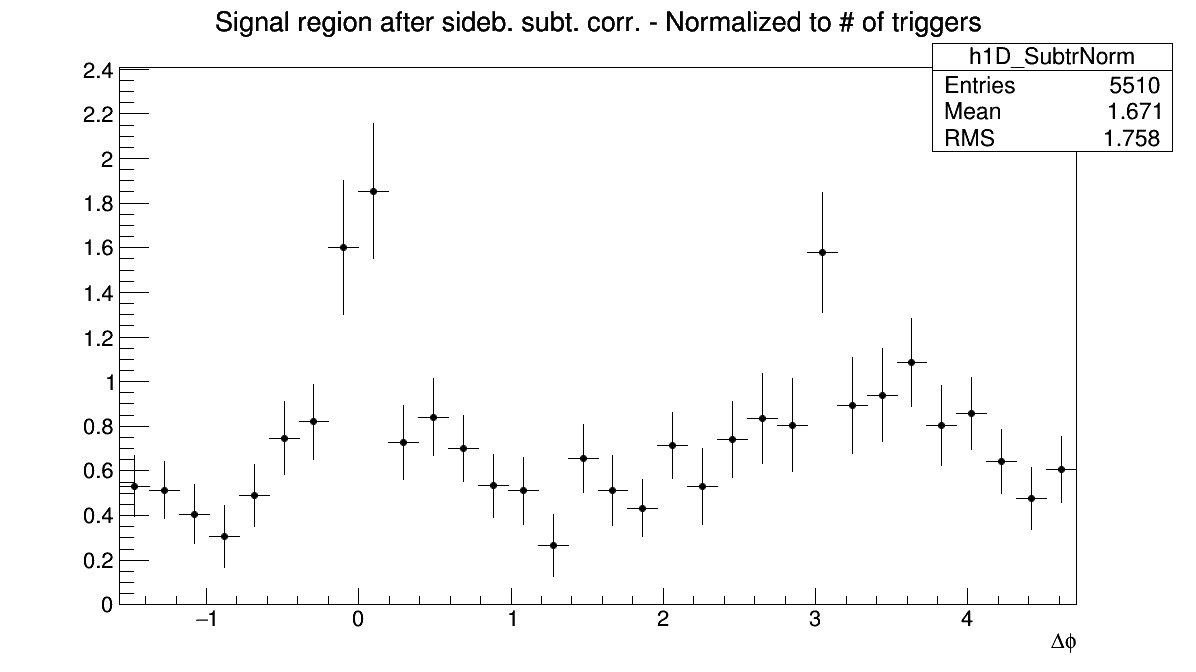 Signal region after sideb. subt. corr. - Normalized to # of triggers
h1D_SubtrNorm
Entries 5510
Mean 1.671
RMS 1.758
2.4
2.2
2
1.8
1.6
1.4
1.2
1
0.8
0.6
0.4
0.2
0
−1 0 1 2 3 4
Δϕ